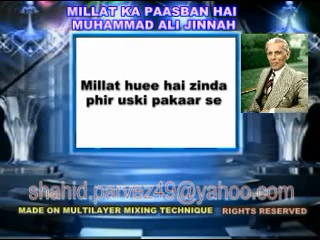 MILLAT KA PAASBAN HAI
MUHAMMAD ALI JINNAH
Millat huee hai zinda
phir uski pakaar se
shahid.parvez49@yahoo.com
MADE ON MULTILAYER MIXING TECHNIQUE RIGHTS RESERVED